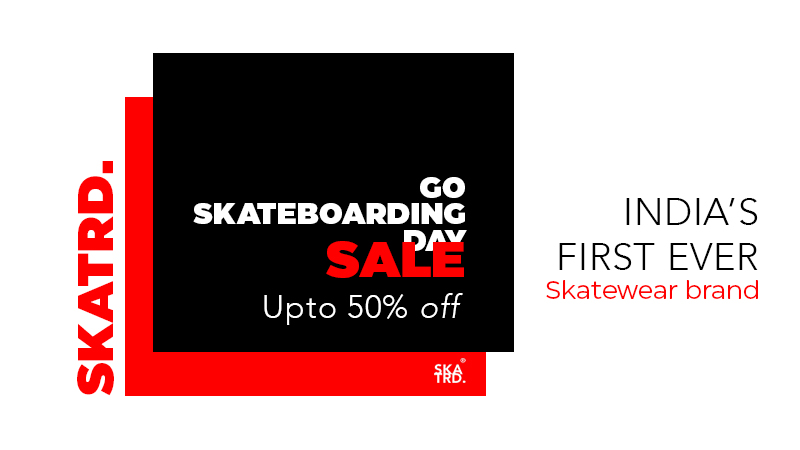 SKATRD.
GO
SKATEBOARDING
DAY
SALE
Upto 50% off
SKA®
TRD.
INDIA'S
FIRST EVER
Skatewear brand